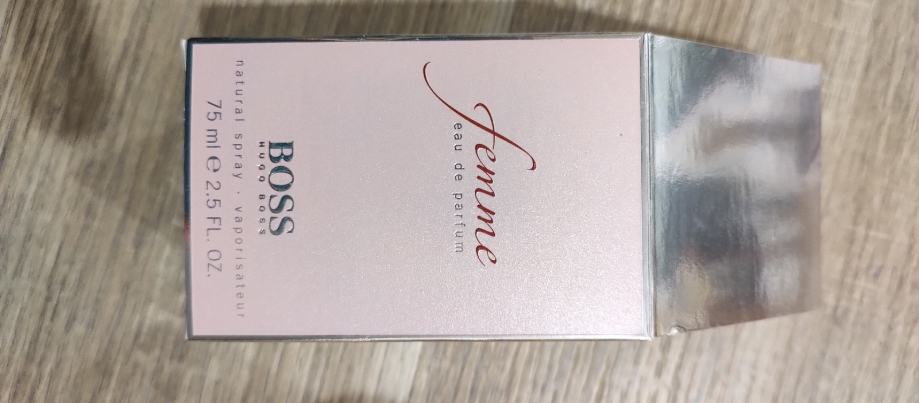 femme
eau de parfum
BOSS
HUGO BOSS
natural spray · vaporisateur
75 ml e 2.5 FL. OZ.